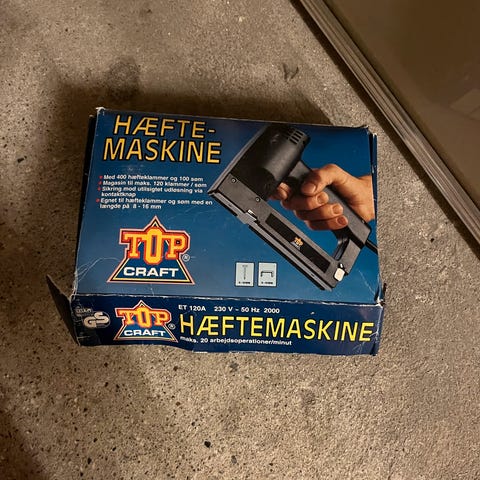 HÆFTE-
MASKINE
Med 400 hæfteklammer og 100 søm
Magasin til maks. 120 klammer / søm
Sikring mod utilsigtet udløsning via
kontaktknap
Egnet til hæfteklammer og søm med en
længde på 8 - 16 mm
TOP
CRAFT
®
TOP
ET 120A 230 V ~ 50 Hz 2000
GS
TOP
CRAFT
®
HÆFTEMASKINE
maks. 20 arbejdsoperationer/minut